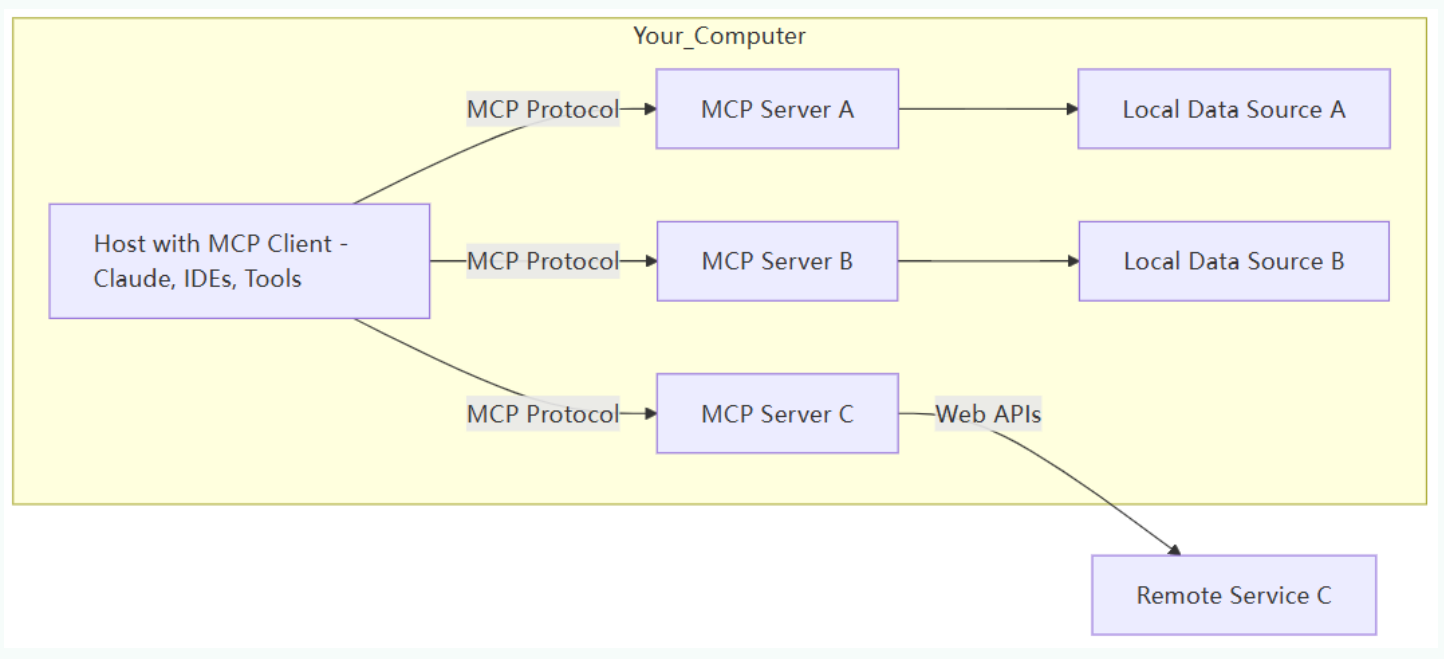 Your_Computer
MCP Protocol
MCP Server A
Local Data Source A
Host with MCP Client -
Claude, IDEs, Tools
MCP Protocol
MCP Server B
Local Data Source B
MCP Protocol
MCP Server C
Web APIs
Remote Service C